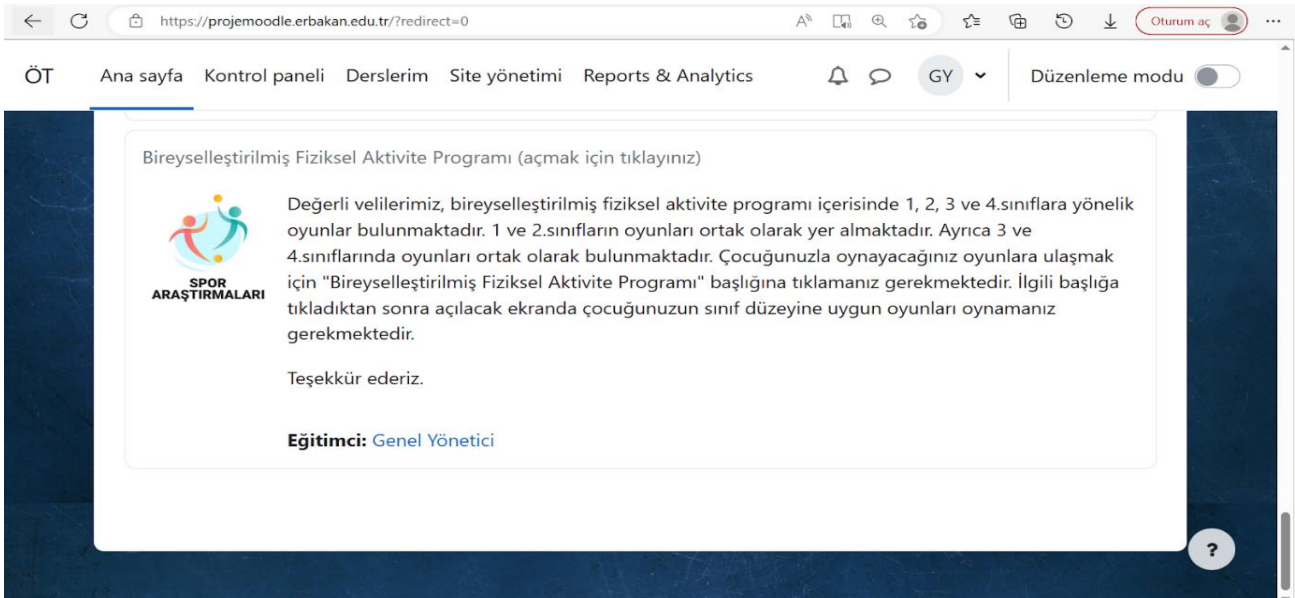 https://projemoodle.erbakan.edu.tr/?redirect=0
Oturum aç
ÖT Ana sayfa Kontrol paneli Derslerim Site yönetimi Reports & Analytics GY Düzenleme modu
Bireyselleştirilmiş Fiziksel Aktivite Programı (açmak için tıklayınız)
SPOR
ARAŞTIRMALARI
Değerli velilerimiz, bireyselleştirilmiş fiziksel aktivite programı içerisinde 1, 2, 3 ve 4.sınıflara yönelik
oyunlar bulunmaktadır. 1 ve 2.sınıfların oyunları ortak olarak yer almaktadır. Ayrıca 3 ve
4.sınıflarında oyunları ortak olarak bulunmaktadır. Çocuğunuzla oynayacağınız oyunlara ulaşmak
için "Bireyselleştirilmiş Fiziksel Aktivite Programı" başlığına tıklamanız gerekmektedir. İlgili başlığa
tıkladıktan sonra açılacak ekranda çocuğunuzun sınıf düzeyine uygun oyunları oynamanız
gerekmektedir.
Teşekkür ederiz.
Eğitimci: Genel Yönetici
?